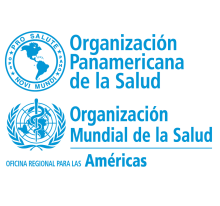 PRO SALUTE
NOVI MUNDI
Organización
Panamericana
de la Salud
Organización
Mundial de la Salud
OFICINA REGIONAL PARA LAS Américas